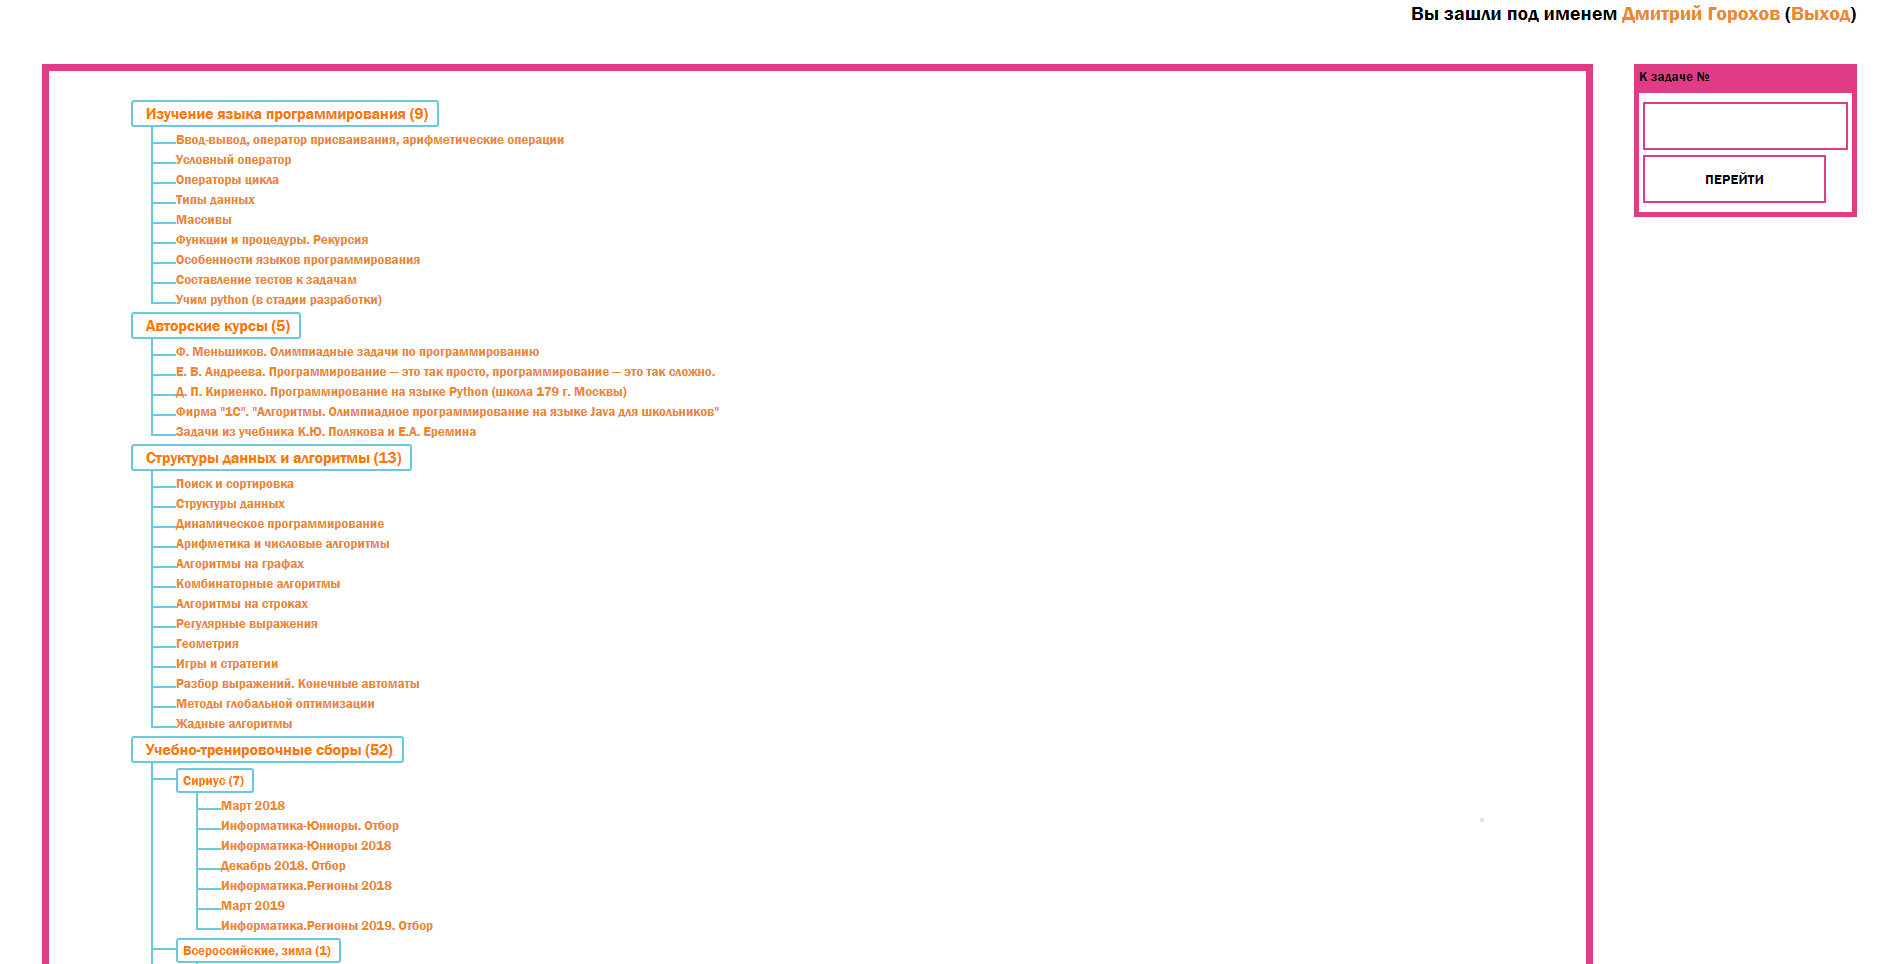 Вы зашли под именем Дмитрий Горохов (Выход)
Изучение языка программирования (9)
Ввод-вывод, оператор присваивания, арифметические операции
Условный оператор
Операторы цикла
Типы данных
Массивы
Функции и процедуры. Рекурсия
Особенности языков программирования
Составление тестов к задачам
Учим python (в стадии разработки)
Авторские курсы (5)
Ф. Меньшиков. Олимпиадные задачи по программированию
Е. В. Андреева. Программирование — это так просто, программирование — это так сложно.
Д. П. Кириенко. Программирование на языке Python (школа 179 г. Москвы)
Фирма "1С". "Алгоритмы. Олимпиадное программирование на языке Java для школьников"
Задачи из учебника К.Ю. Полякова и Е.А. Еремина
Структуры данных и алгоритмы (13)
Поиск и сортировка
Структуры данных
Динамическое программирование
Арифметика и числовые алгоритмы
Алгоритмы на графах
Комбинаторные алгоритмы
Алгоритмы на строках
Регулярные выражения
Геометрия
Игры и стратегии
Разбор выражений. Конечные автоматы
Методы глобальной оптимизации
Жадные алгоритмы
Учебно-тренировочные сборы (52)
Сириус (7)
Март 2018
Информатика-Юниоры. Отбор
Информатика-Юниоры 2018
Декабрь 2018. Отбор
Информатика.Регионы 2018
Март 2019
Информатика.Регионы 2019. Отбор
Всероссийские, зима (1)
К задаче №
ПЕРЕЙТИ